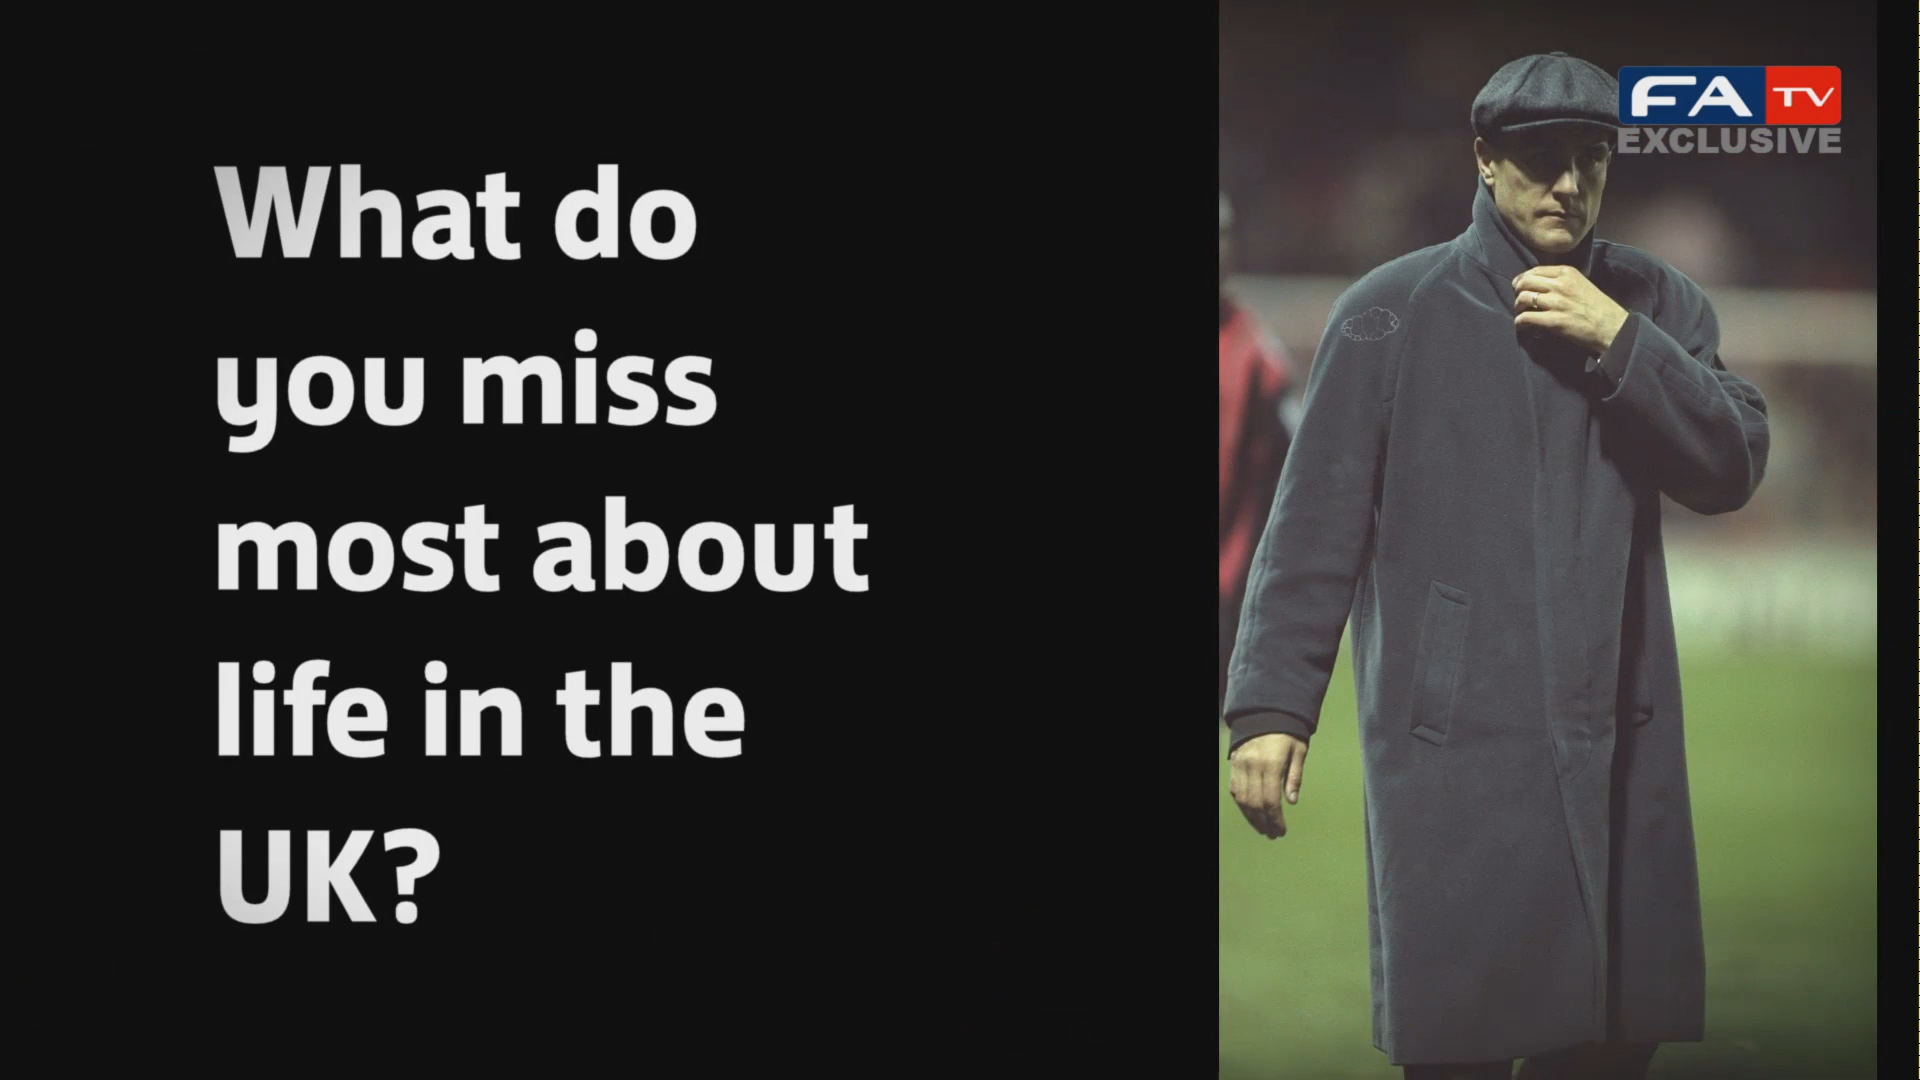 What do
you miss
most about
life in the
UK?
FA TV
EXCLUSIVE